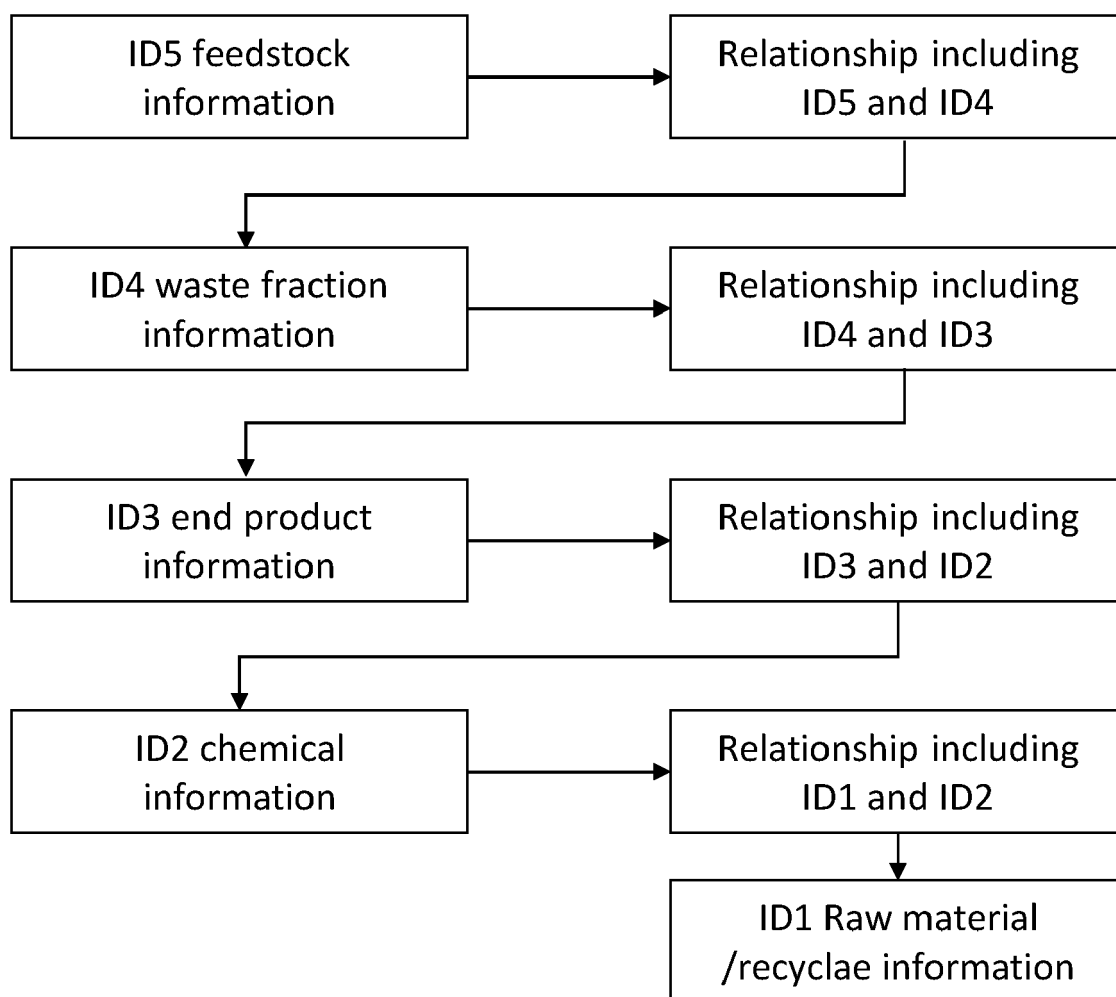 ID5 feedstock
information
Relationship including
ID5 and ID4
ID4 waste fraction
information
Relationship including
ID4 and ID3
ID3 end product
information
Relationship including
ID3 and ID2
ID2 chemical
information
Relationship including
ID1 and ID2
ID1 Raw material
/recyclae information